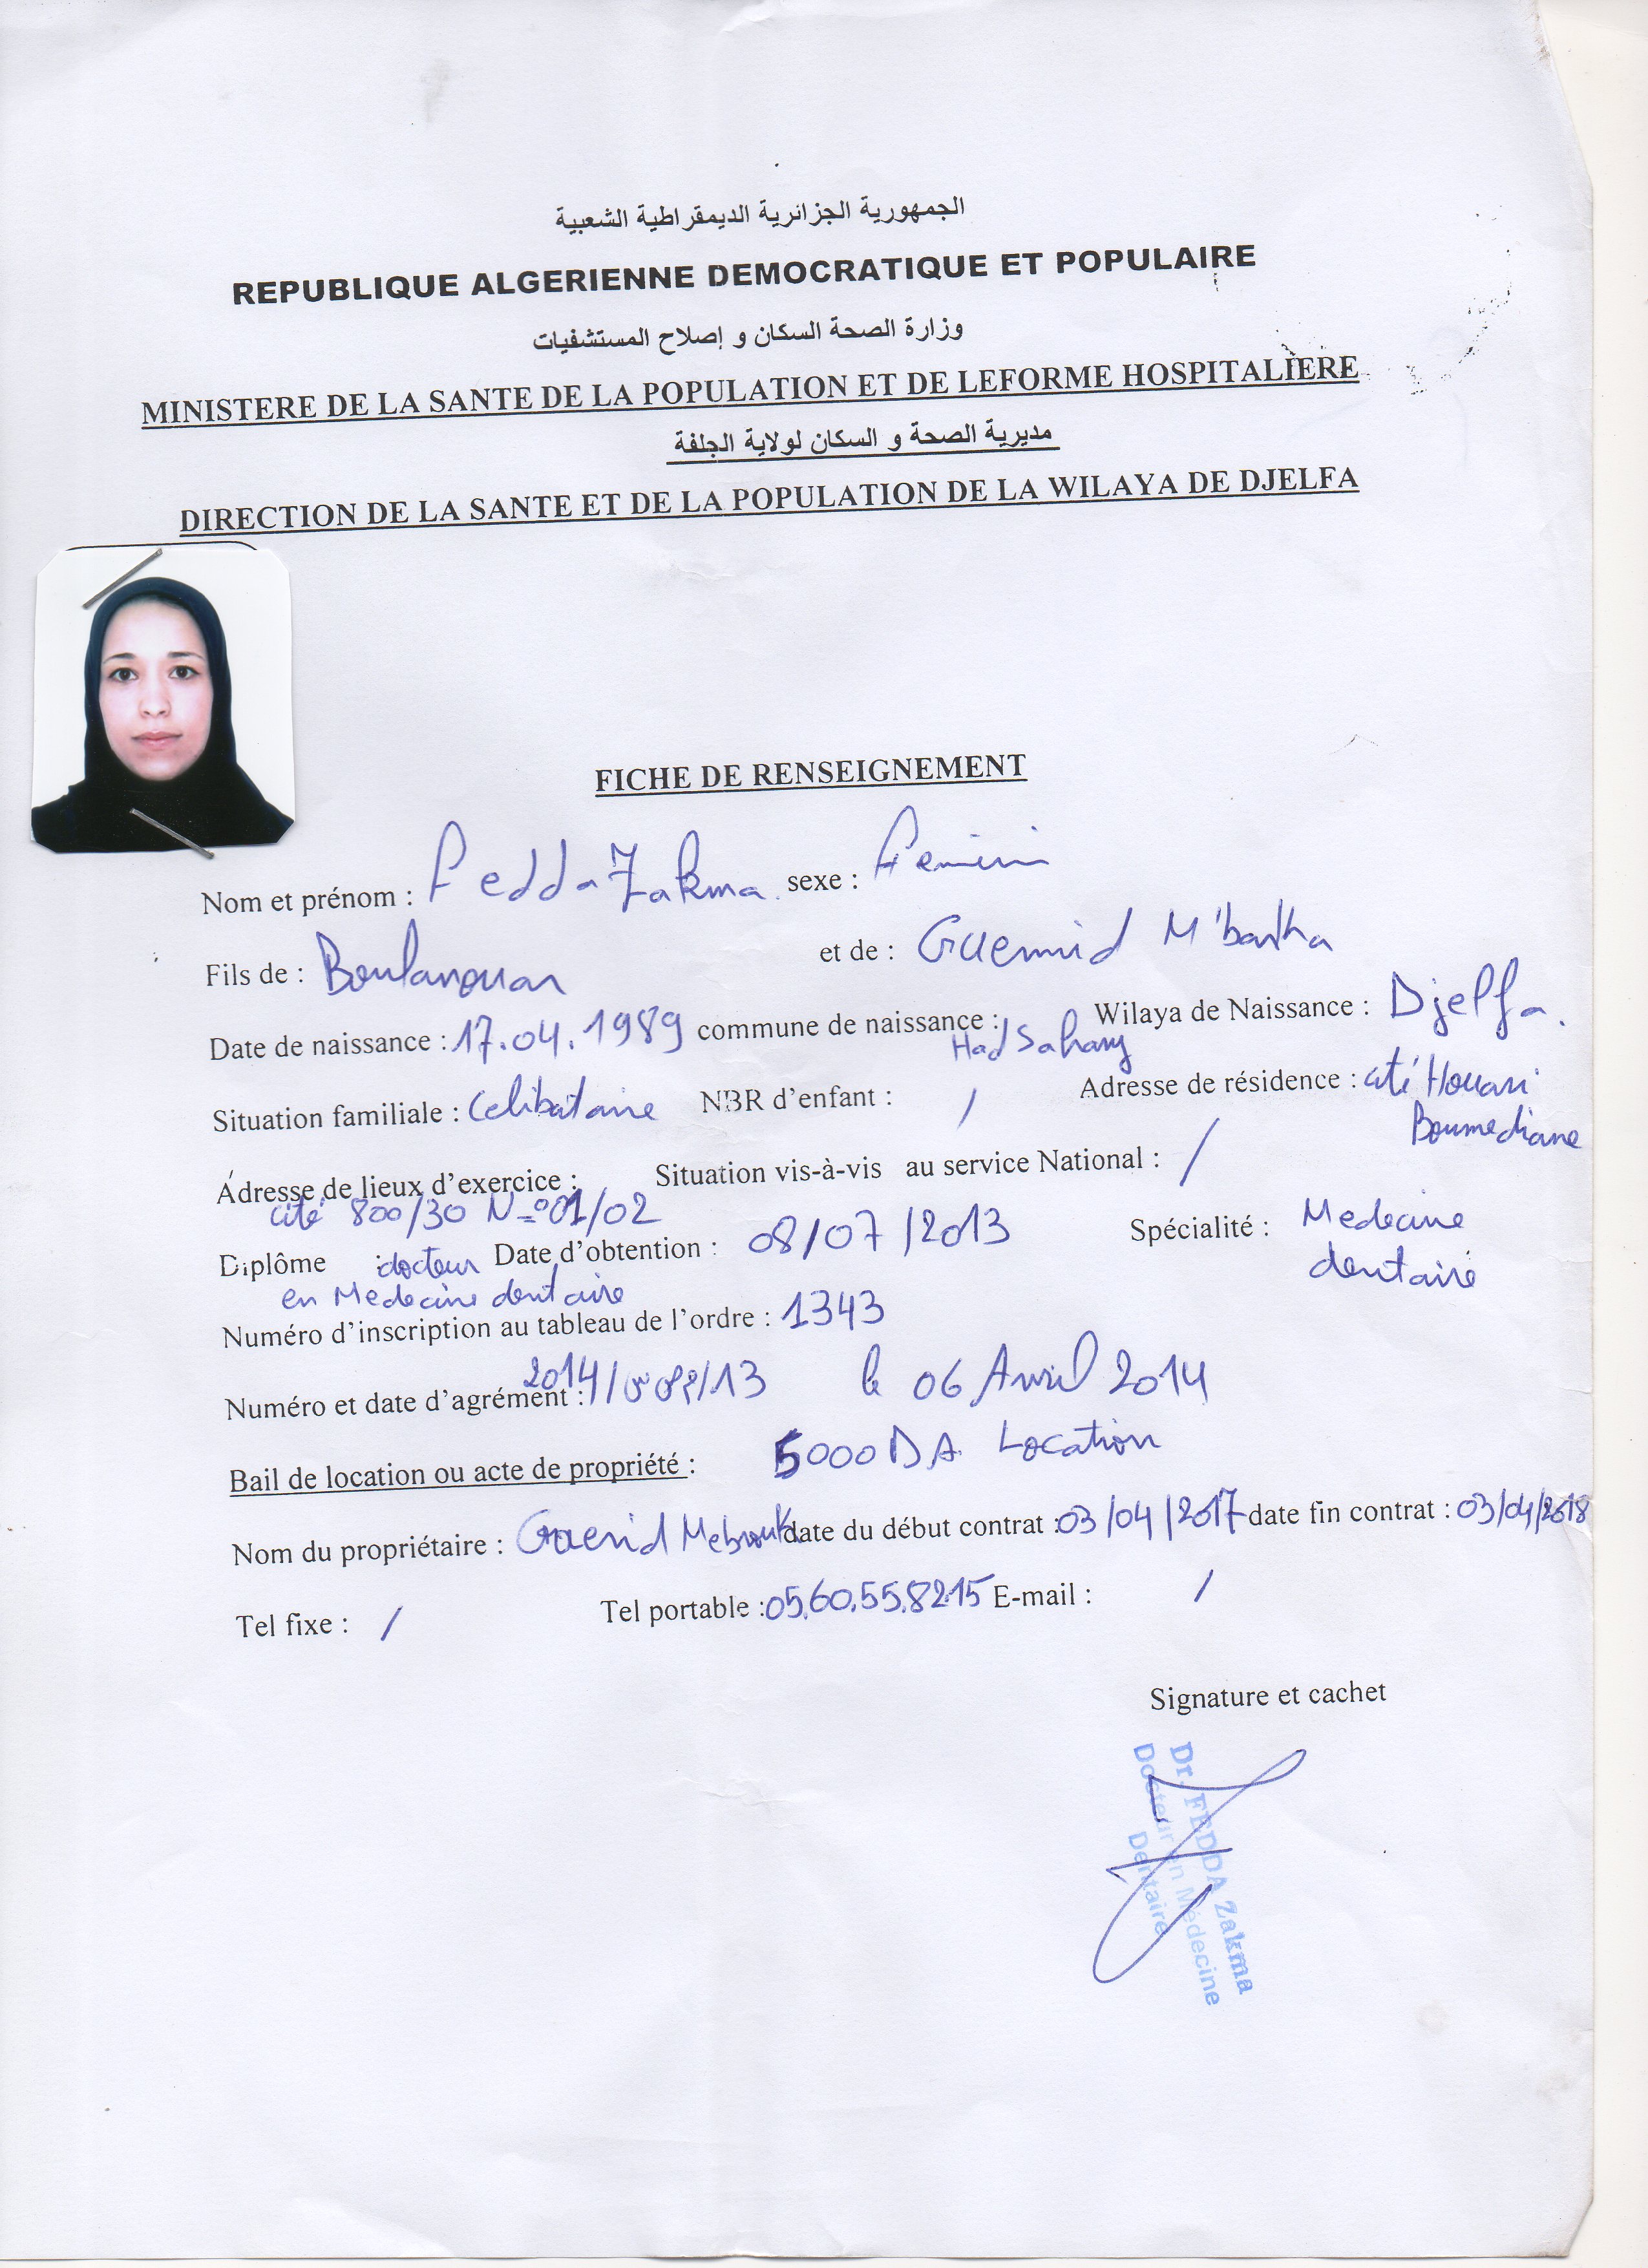 الجمهورية الجزائرية الديمقراطية الشعبية
REPUBLIQUE ALGERIENNE DEMOCRATIQUE ET POPULAIRE
وزارة الصحة السكان و إصلاح المستشفيات
MINISTERE DE LA SANTE DE LA POPULATION ET DE LEFORME HOSPITALIERE
مديرية الصحة و السكان لولاية الجلفة
DIRECTION DE LA SANTE ET DE LA POPULATION DE LA WILAYA DE DJELFA
FICHE DE RENSEIGNEMENT
Nom et prénom : Fedda Zakma. sexe : Feminin
Fils de : Boulanouar et de : M'barka
Date de naissance : 17.04.1989 commune de naissance : Had Sahary Wilaya de Naissance : Djelfa.
Situation familiale : Celibataire NBR d'enfant : / Adresse de résidence : cité Houari
Boumediane
Adresse de lieux d'exercice : Situation vis-à-vis au service National : /
cité 800/30 N=°01/02
Diplôme : docteur Date d'obtention : 08/07/2013 Spécialité : Medecine
dentaire
en Medecine dentaire
Numéro d'inscription au tableau de l'ordre : 1343
Numéro et date d'agrément : 2014/ /13 le 06 Avril 2014
Bail de location ou acte de propriété : 5000 DA Location
Nom du propriétaire : Guerid Mebrouk date du début contrat : 03/04/2017 date fin contrat : 03/04/2018
Tel fixe : / Tel portable : 05.60.55.82.15 E-mail : /
Signature et cachet
Dr. FEDDA Zakma
Docteur en Médecine
Dentaire